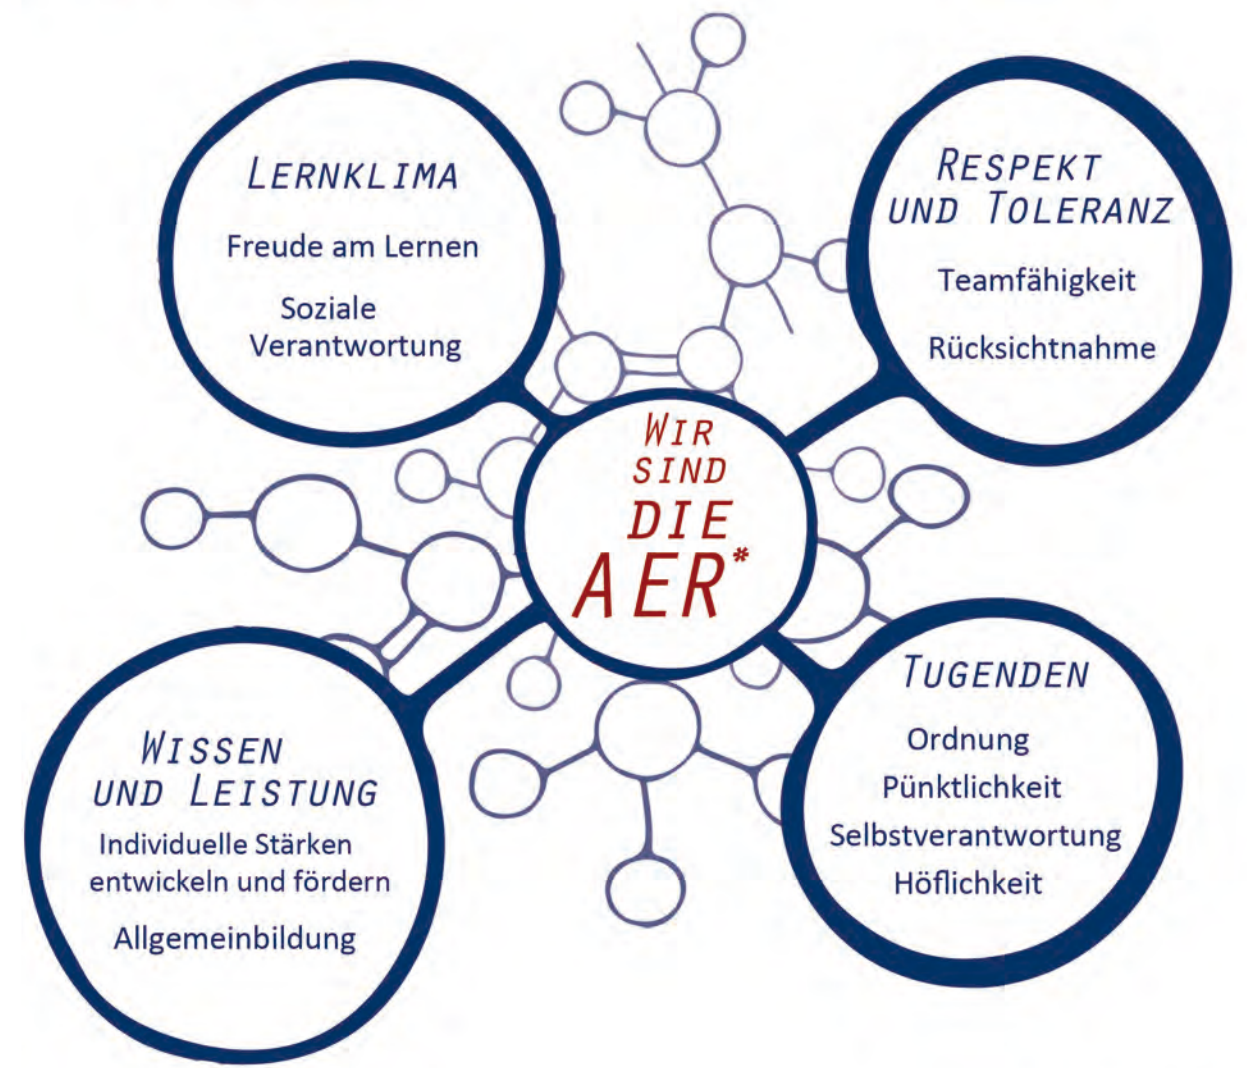 LERNKLIMA
Freude am Lernen
Soziale
Verantwortung
RESPEKT
UND TOLERANZ
Teamfähigkeit
Rücksichtnahme
WIR
SIND
DIE
AER*
WISSEN
UND LEISTUNG
Individuelle Stärken
entwickeln und fördern
Allgemeinbildung
TUGENDEN
Ordnung
Pünktlichkeit
Selbstverantwortung
Höflichkeit